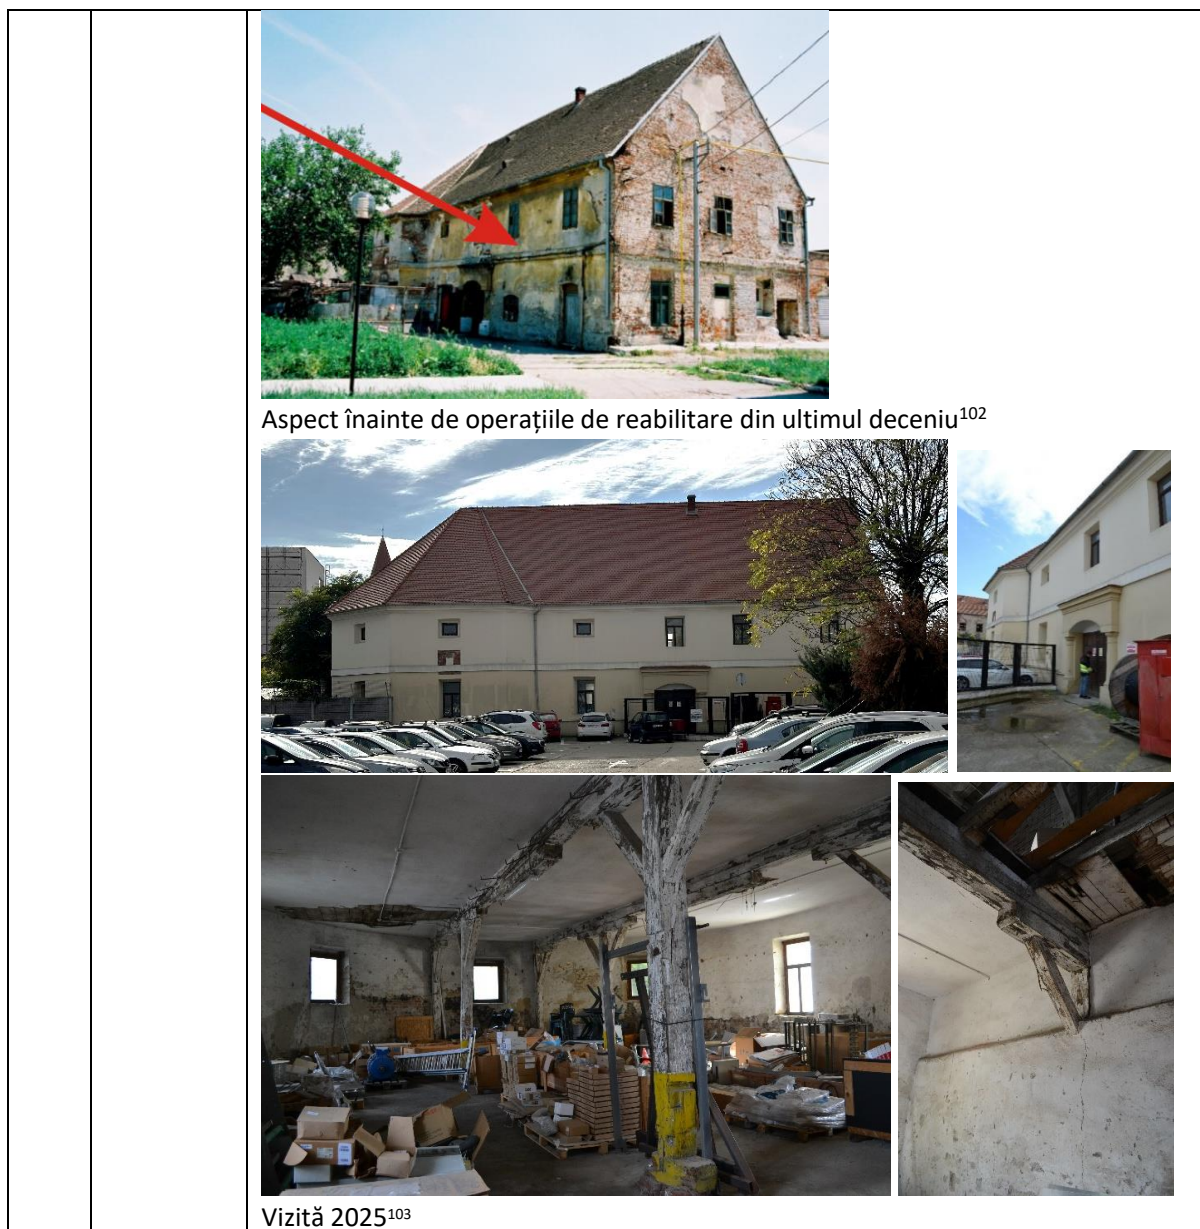 Aspect înainte de operațiile de reabilitare din ultimul deceniu102
Vizită 2025103